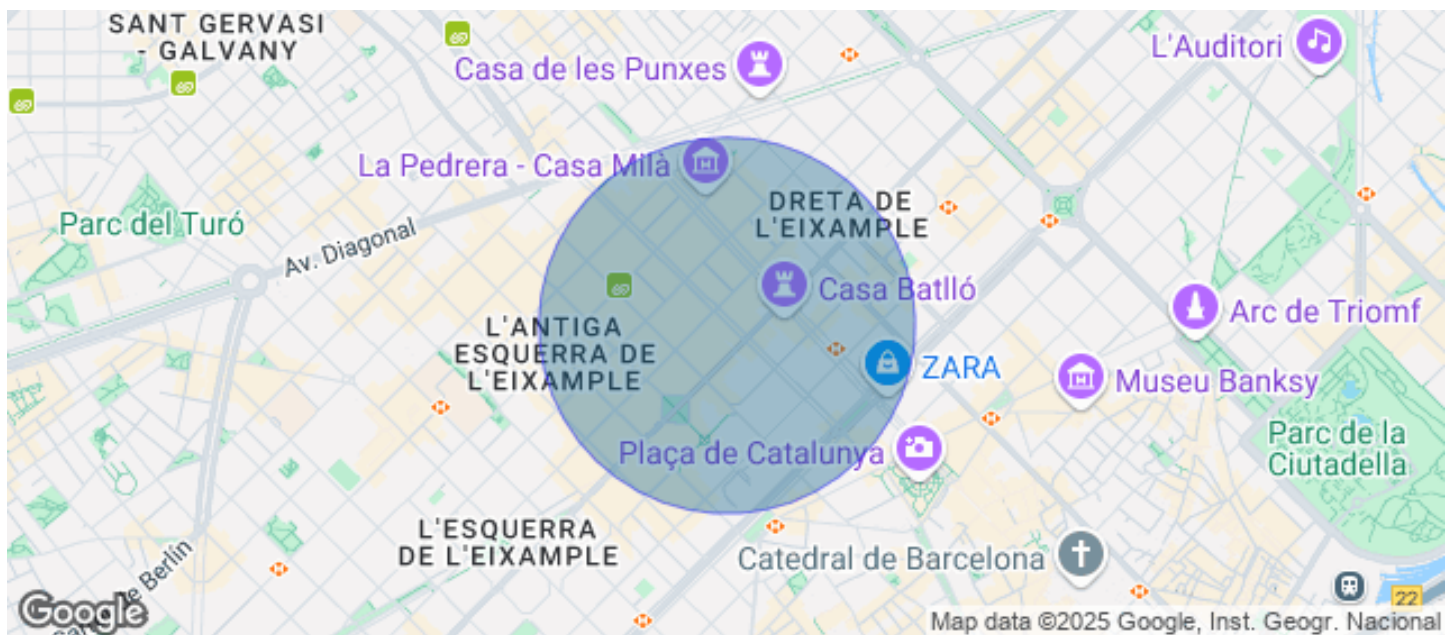 SANT GERVASI
- GALVANY
Casa de les Punxes
L'Auditori
La Pedrera - Casa Milà
DRETA DE
L'EIXAMPLE
Parc del Turó
Av. Diagonal
Casa Batlló
Arc de Triomf
L'ANTIGA
ESQUERRA DE
L'EIXAMPLE
ZARA
Museu Banksy
Plaça de Catalunya
Parc de la
Ciutadella
L'ESQUERRA
DE L'EIXAMPLE
Catedral de Barcelona
de Berlín
22
Google
Map data ©2025 Google, Inst. Geogr. Nacional